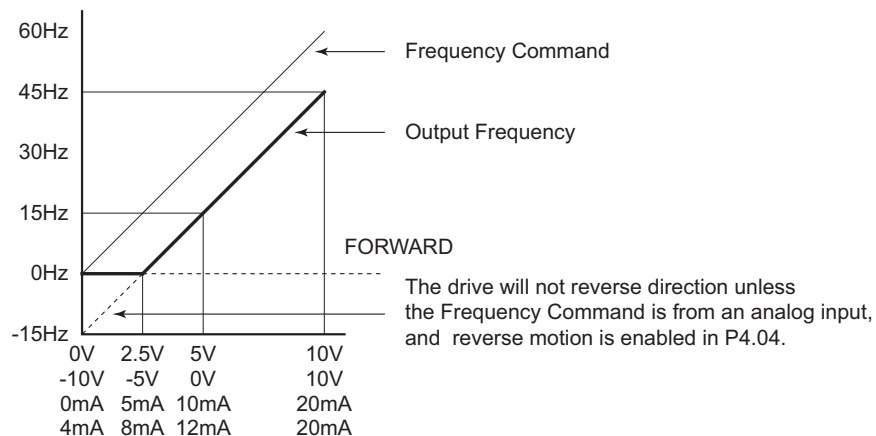 60Hz
Frequency Command
45Hz
Output Frequency
30Hz
15Hz
FORWARD
0Hz
The drive will not reverse direction unless
the Frequency Command is from an analog input,
and reverse motion is enabled in P4.04.
-15Hz
0V 2.5V 5V 10V
-10V -5V 0V 10V
0mA 5mA 10mA 20mA
4mA 8mA 12mA 20mA